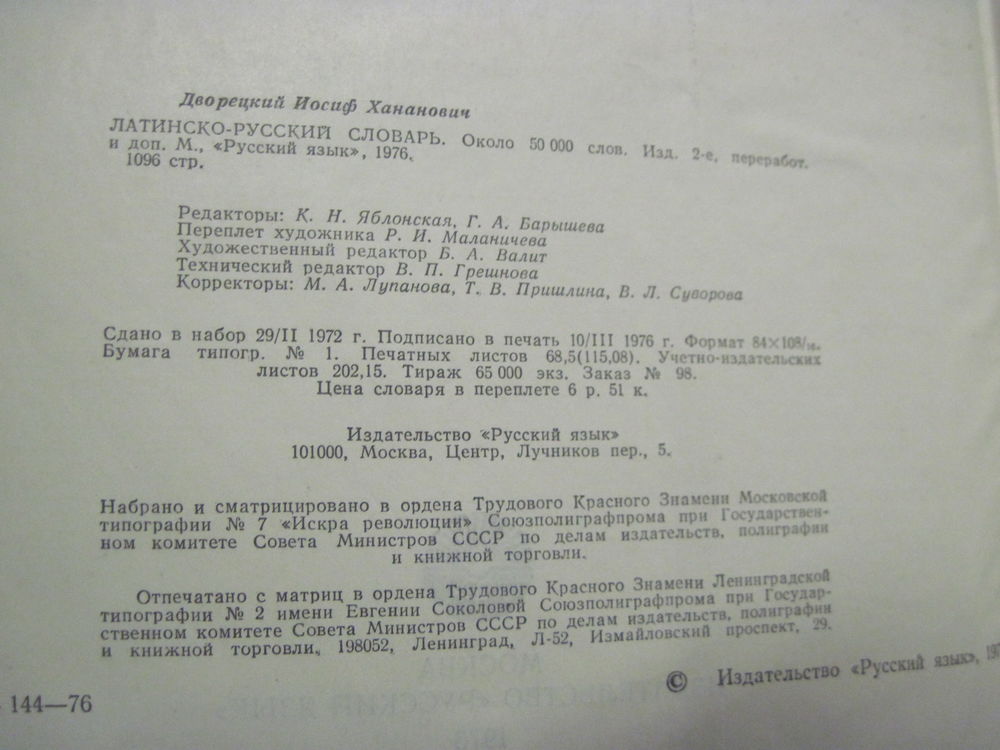 Дворецкий Иосиф Хананович
ЛАТИНСКО-РУССКИЙ СЛОВАРЬ. Около 50 000 слов. Изд. 2-е, переработ.
и доп. М., «Русский язык», 1976.
1096 стр.
Редакторы: К. Н. Яблонская, Г. А. Барышева
Переплет художника Р. И. Маланичева
Художественный редактор Б. А. Валит
Технический редактор В. П. Грешнова
Корректоры: М. А. Лупанова, Т. В. Пришлина, В. Л. Суворова
Сдано в набор 29/II 1972 г. Подписано в печать 10/III 1976 г. Формат 84×108/₁₆.
Бумага типогр. № 1. Печатных листов 68,5(115,08). Учетно-издательских
листов 202,15. Тираж 65 000 экз. Заказ № 98.
Цена словаря в переплете 6 р. 51 к.
Издательство «Русский язык»
101000, Москва, Центр, Лучников пер., 5.
Набрано и сматрицировано в ордена Трудового Красного Знамени Московской
типографии № 7 «Искра революции» Союзполиграфпрома при Государствен-
ном комитете Совета Министров СССР по делам издательств, полиграфии
и книжной торговли.
Отпечатано с матриц в ордена Трудового Красного Знамени Ленинградской
типографии № 2 имени Евгении Соколовой Союзполиграфпрома при Государ-
ственном комитете Совета Министров СССР по делам издательств, полиграфии
и книжной торговли, 198052, Ленинград, Л-52, Измайловский проспект, 29.
© Издательство «Русский язык», 197
144—76